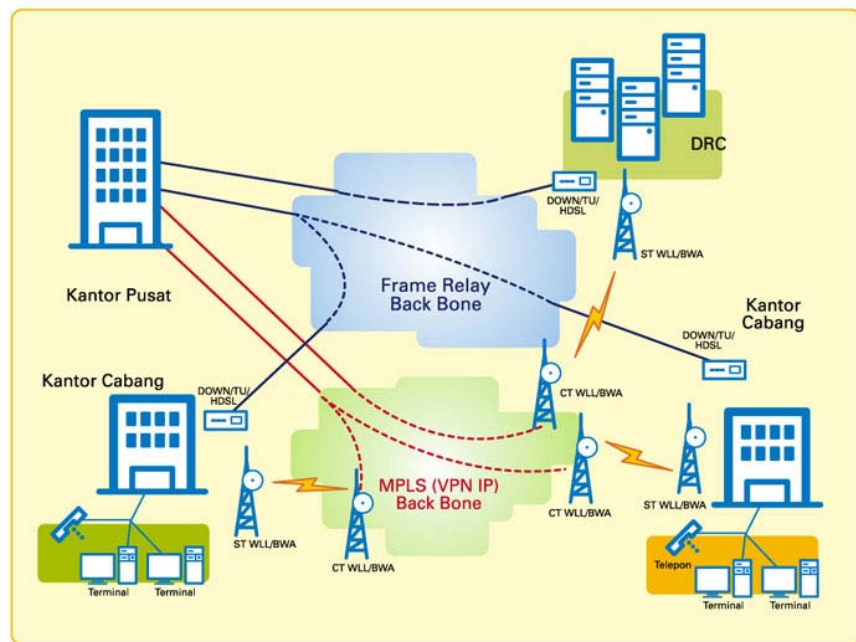 DRC
DOWN/TU/
HDSL
ST WLL/BWA
Kantor Pusat
Frame Relay
Back Bone
Kantor
Cabang
DOWN/TU/
HDSL
Kantor Cabang
DOWN/TU/
HDSL
CT WLL/BWA
MPLS (VPN IP)
Back Bone
CT WLL/BWA
ST WLL/BWA
ST WLL/BWA
CT WLL/BWA
Telepon
Terminal
Terminal
Terminal
Terminal